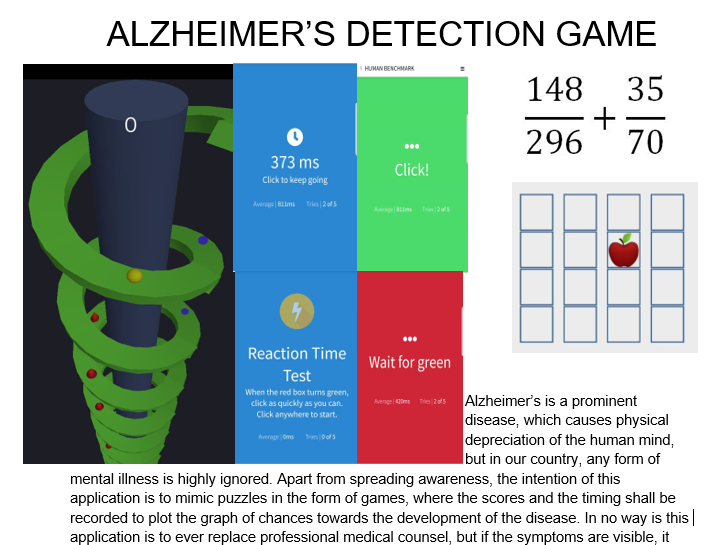 ALZHEIMER'S DETECTION GAME
0
373 ms
Click to keep going
Average | 811ms Tries | 2 of 5
HUMAN BENCHMARK
Click!
Average | 811ms Tries | 2 of 5
148
296
+
35
70
Reaction Time
Test
When the red box turns green,
click as quickly as you can.
Click anywhere to start.
Average | 0ms Tries | 0 of 5
Wait for green
Average | 420ms Tries | 2 of 5
Alzheimer's is a prominent
disease, which causes physical
depreciation of the human mind,
but in our country, any form of
mental illness is highly ignored. Apart from spreading awareness, the intention of this
application is to mimic puzzles in the form of games, where the scores and the timing shall be
recorded to plot the graph of chances towards the development of the disease. In no way is this
application is to ever replace professional medical counsel, but if the symptoms are visible, it